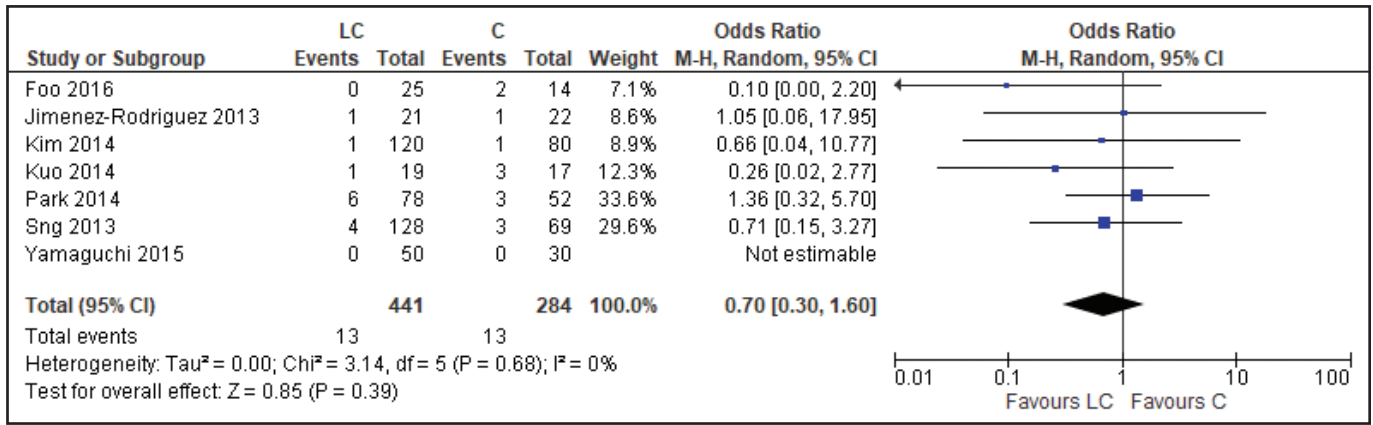 LC C Odds Ratio Odds Ratio
Study or Subgroup Events Total Events Total Weight M-H, Random, 95% CI M-H, Random, 95% CI
Foo 2016 0 25 2 14 7.1% 0.10 [0.00, 2.20]
Jimenez-Rodriguez 2013 1 21 1 22 8.6% 1.05 [0.06, 17.95]
Kim 2014 1 120 1 80 8.9% 0.66 [0.04, 10.77]
Kuo 2014 1 19 3 17 12.3% 0.26 [0.02, 2.77]
Park 2014 6 78 3 52 33.6% 1.36 [0.32, 5.70]
Sng 2013 4 128 3 69 29.6% 0.71 [0.15, 3.27]
Yamaguchi 2015 0 50 0 30 Not estimable
Total (95% CI) 441 284 100.0% 0.70 [0.30, 1.60]
Total events 13 13
Heterogeneity: Tau² = 0.00; Chi² = 3.14, df = 5 (P = 0.68); I² = 0%
Test for overall effect: Z = 0.85 (P = 0.39)
0.01 0.1 1 10 100
Favours LC Favours C